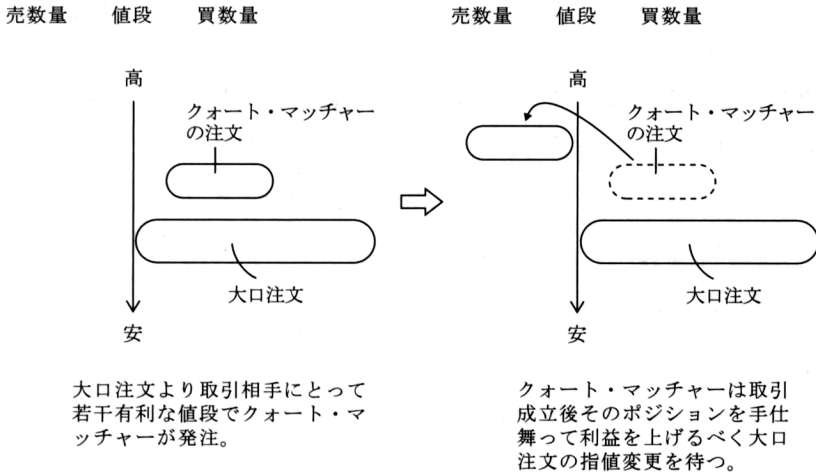 売数量 値段 買数量
高
クォート・マッチャー
の注文
大口注文
安
大口注文より取引相手にとって
若干有利な値段でクォート・マ
ッチャーが発注。
売数量 値段 買数量
高
クォート・マッチャー
の注文
大口注文
安
クォート・マッチャーは取引
成立後そのポジションを手仕
舞って利益を上げるべく大口
注文の指値変更を待つ。